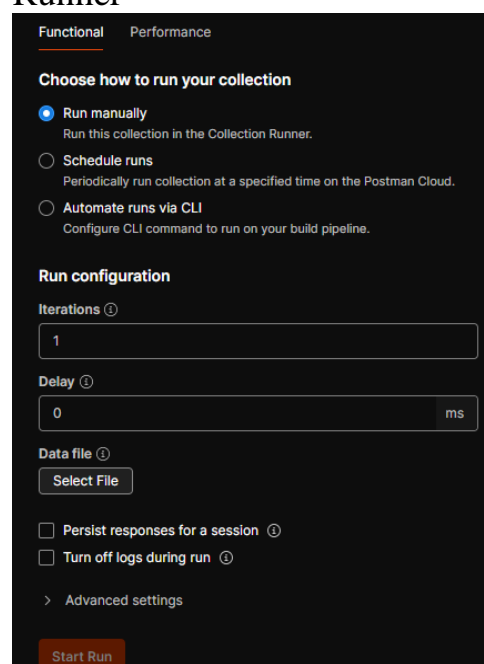 Runner
Functional Performance
Choose how to run your collection
Run manually
Run this collection in the Collection Runner.
Schedule runs
Periodically run collection at a specified time on the Postman Cloud.
Automate runs via CLI
Configure CLI command to run on your build pipeline.
Run configuration
Iterations
1
Delay
0 ms
Data file
Select File
Persist responses for a session
Turn off logs during run
Advanced settings
Start Run